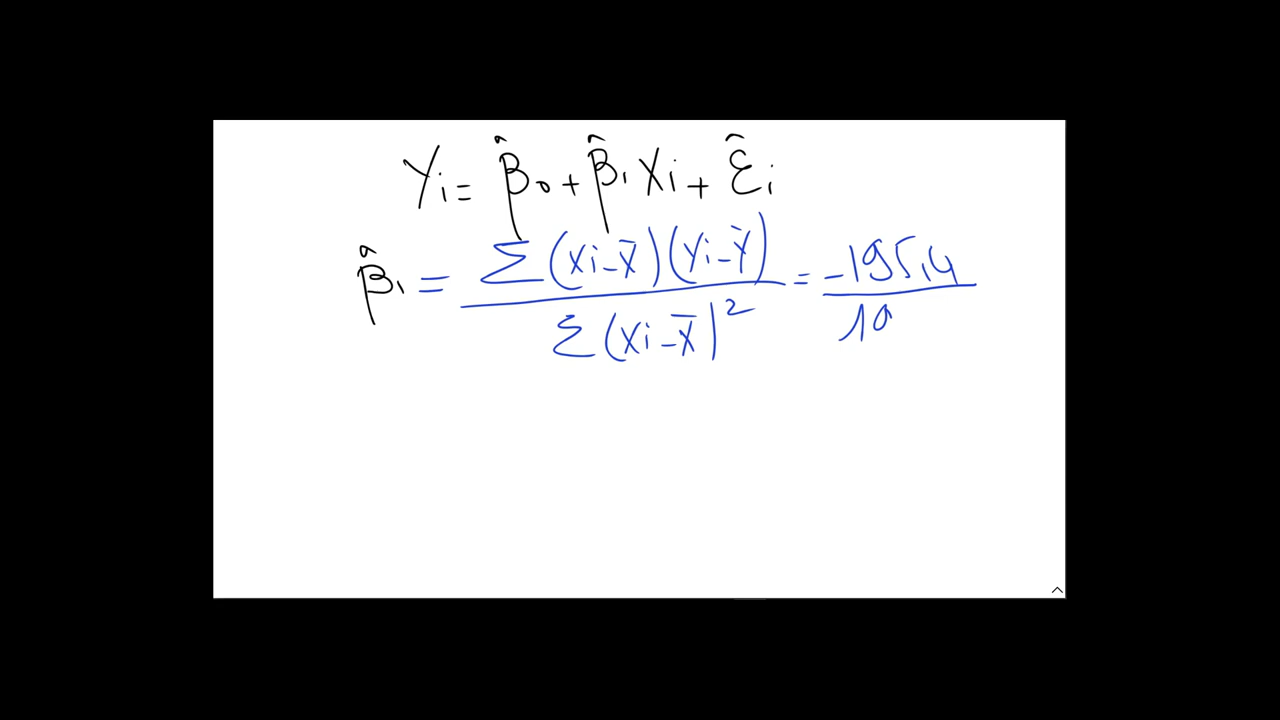 Yi = β̂0 + β̂1 Xi + ε̂i
β̂1 = Σ(Xi-X̄)(Yi-Ȳ) / Σ(Xi-X̄)² = -195,4 / 10